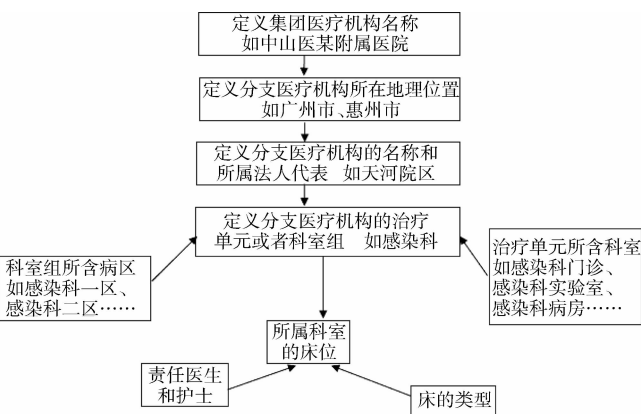 定义集团医疗机构名称
如中山医某附属医院
定义分支医疗机构所在地理位置
如广州市、惠州市
定义分支医疗机构的名称和
所属法人代表 如天河院区
定义分支医疗机构的治疗
单元或者科室组 如感染科
科室组所含病区
如感染科一区、
感染科二区……
治疗单元所含科室
如感染科门诊、
感染科实验室、
感染科病房……
所属科室
的床位
责任医生
和护士
床的类型